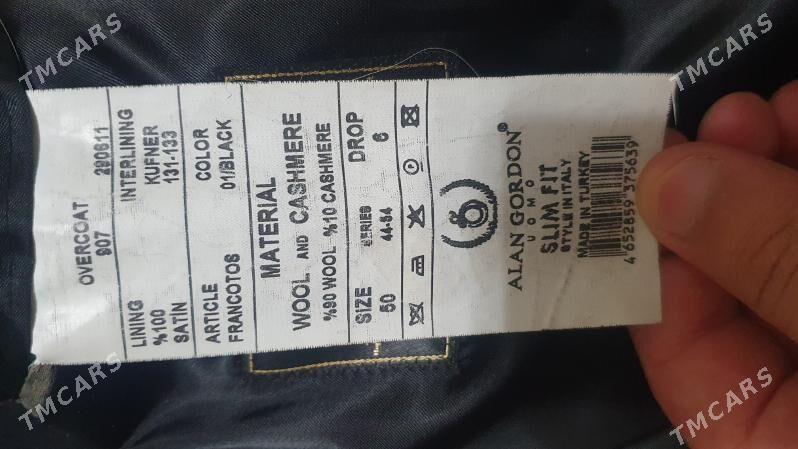 OVERCOAT
907 290611
LINING INTERLINING
%100 KUFNER
SATIN 131-133
ARTICLE COLOR
FRANCOTOS 01/BLACK
MATERIAL
WOOL AND CASHMERE
%90 WOOL %10 CASHMERE
SIZE SERIES DROP
50 44-54 6
ALAN GORDON®
UOMO
SLIM FIT
STYLE IN ITALY
MADE IN TURKEY
4 652859 375639
TMCARS
TMCARS
TMCARS
TMCARS
TMCARS
TMCARS